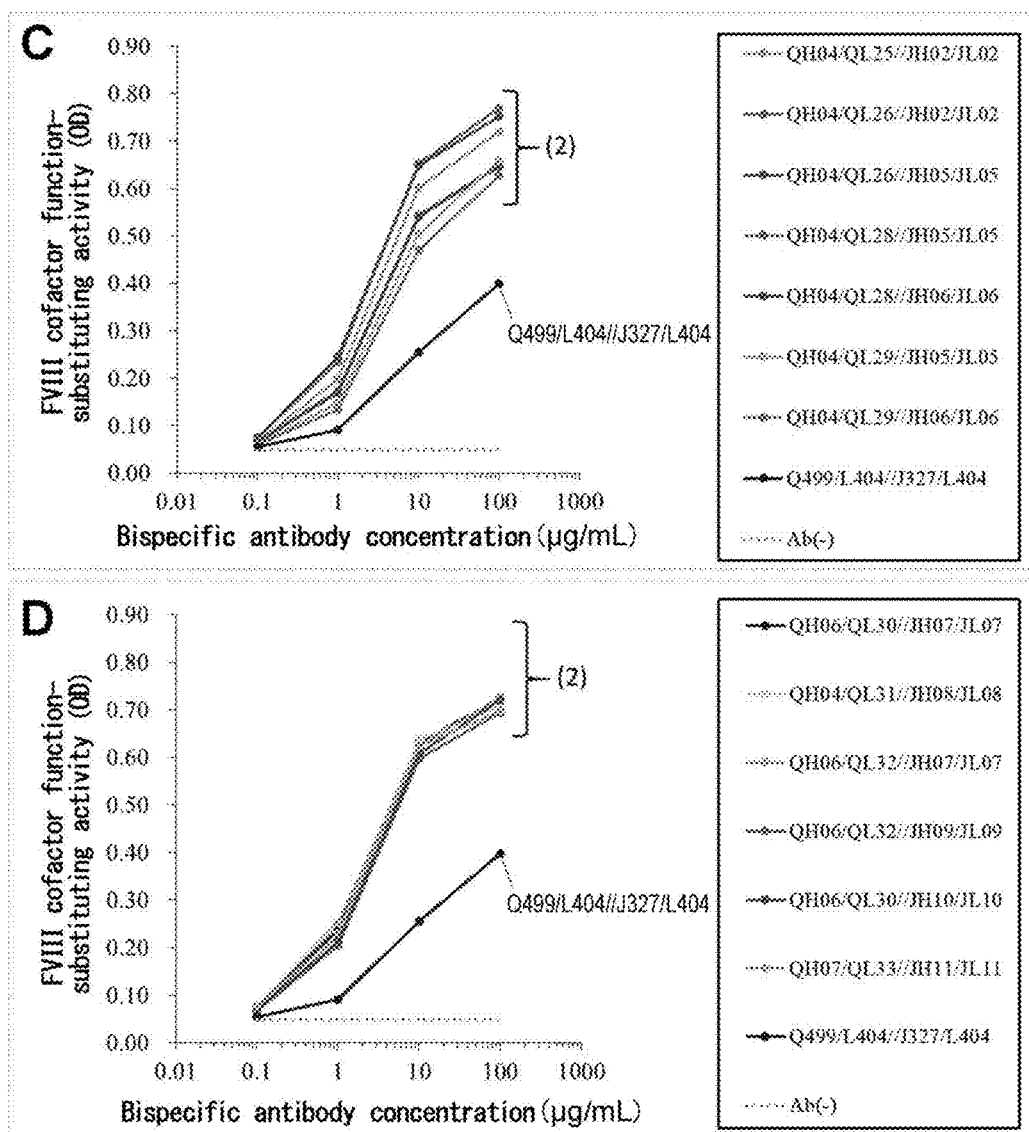 C
FVIII cofactor function-
substituting activity (OD)
0.90
0.80
0.70
0.60
0.50
0.40
0.30
0.20
0.10
0.00
0.01
0.1
1
10
100
1000
Bispecific antibody concentration (µg/mL)
(2)
Q499/L404//J327/L404
QH04/QL25//JH02/JL02
QH04/QL26//JH02/JL02
QH04/QL26//JH05/JL05
QH04/QL28//JH05/JL05
QH04/QL28//JH06/JL06
QH04/QL29//JH05/JL05
QH04/QL29//JH06/JL06
Q499/L404//J327/L404
Ab(-)
D
FVIII cofactor function-
substituting activity (OD)
0.90
0.80
0.70
0.60
0.50
0.40
0.30
0.20
0.10
0.00
0.01
0.1
1
10
100
1000
Bispecific antibody concentration (µg/mL)
(2)
Q499/L404//J327/L404
QH06/QL30//JH07/JL07
QH04/QL31//JH08/JL08
QH06/QL32//JH07/JL07
QH06/QL32//JH09/JL09
QH06/QL30//JH10/JL10
QH07/QL33//JH11/JL11
Q499/L404//J327/L404
Ab(-)